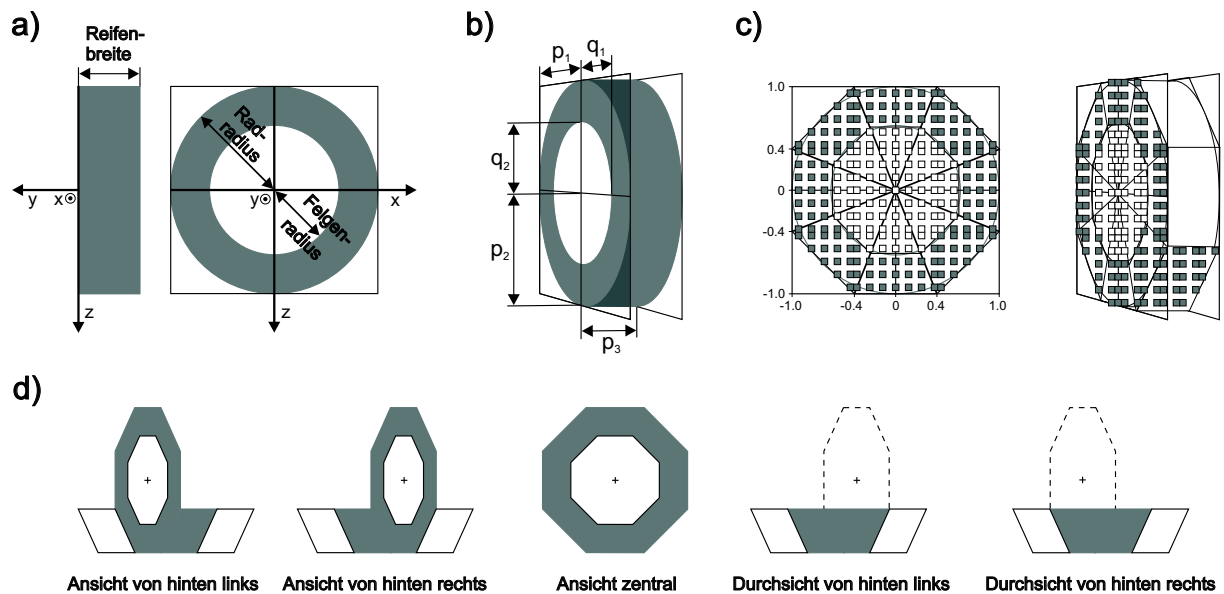 a)
Reifen-
breite
y
x
z
Rad-
radius
Felgen-
radius
y
x
z
b)
p1
q1
q2
p2
p3
c)
1.0
0.4
0
-0.4
-1.0
-1.0
-0.4
0
0.4
1.0
d)
Ansicht von hinten links
Ansicht von hinten rechts
Ansicht zentral
Durchsicht von hinten links
Durchsicht von hinten rechts